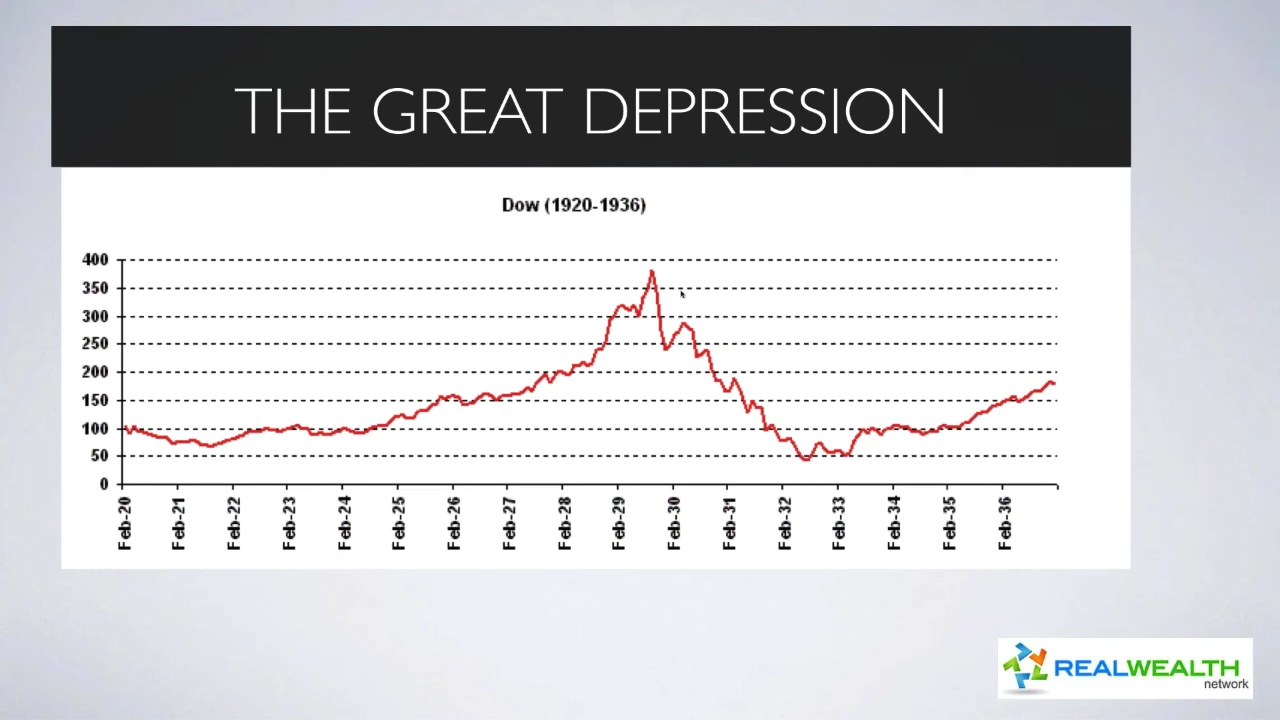 THE GREAT DEPRESSION
Dow (1920-1936)
400
350
300
250
200
150
100
50
0
Feb-20
Feb-21
Feb-22
Feb-23
Feb-24
Feb-25
Feb-26
Feb-27
Feb-28
Feb-29
Feb-30
Feb-31
Feb-32
Feb-33
Feb-34
Feb-35
Feb-36
REALWEALTH
network